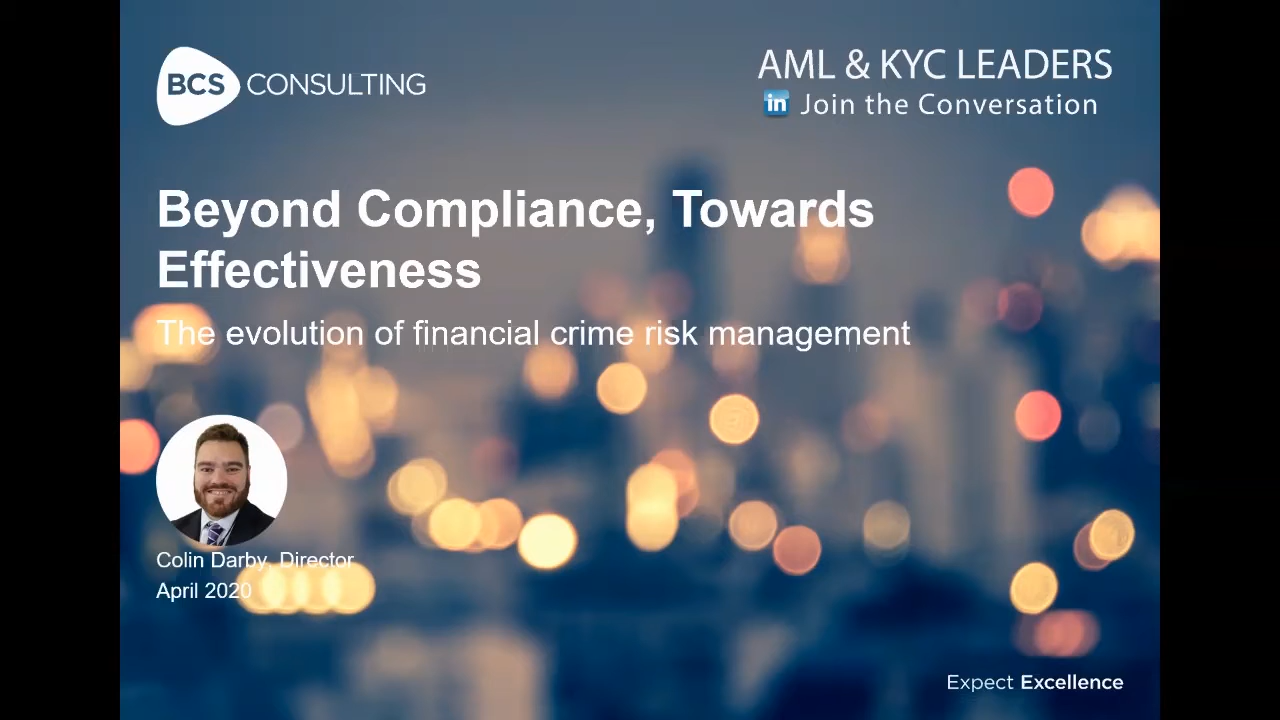 BCS CONSULTING
AML & KYC LEADERS
in Join the Conversation
Beyond Compliance, Towards
Effectiveness
The evolution of financial crime risk management
Colin Darby, Director
April 2020
Expect Excellence